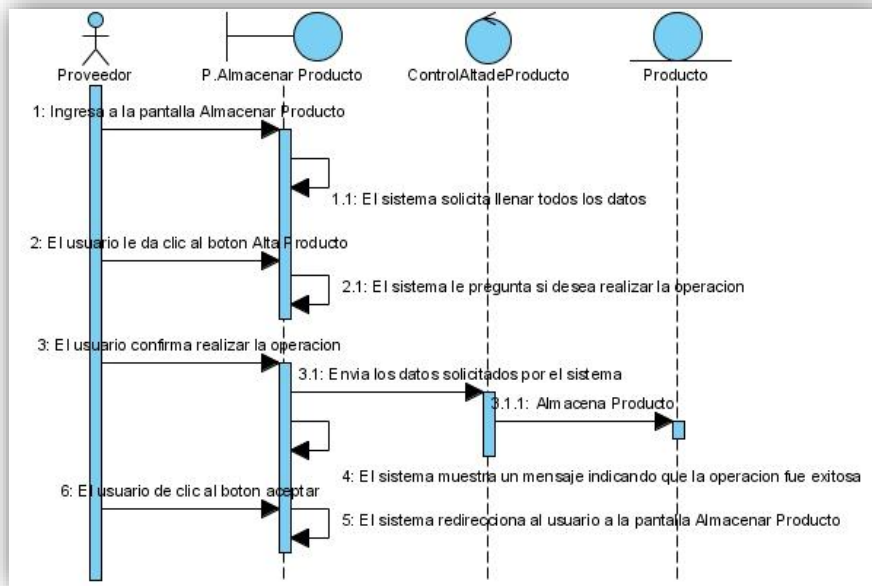 Proveedor
P.Almacenar Producto
ControlAltadeProducto
Producto
1: Ingresa a la pantalla Almacenar Producto
1.1: El sistema solicita llenar todos los datos
2: El usuario le da clic al boton Alta Producto
2.1: El sistema le pregunta si desea realizar la operacion
3: El usuario confirma realizar la operacion
3.1: Envia los datos solicitados por el sistema
3.1.1: Almacena Producto
4: El sistema muestra un mensaje indicando que la operacion fue exitosa
6: El usuario de clic al boton aceptar
5: El sistema redirecciona al usuario a la pantalla Almacenar Producto